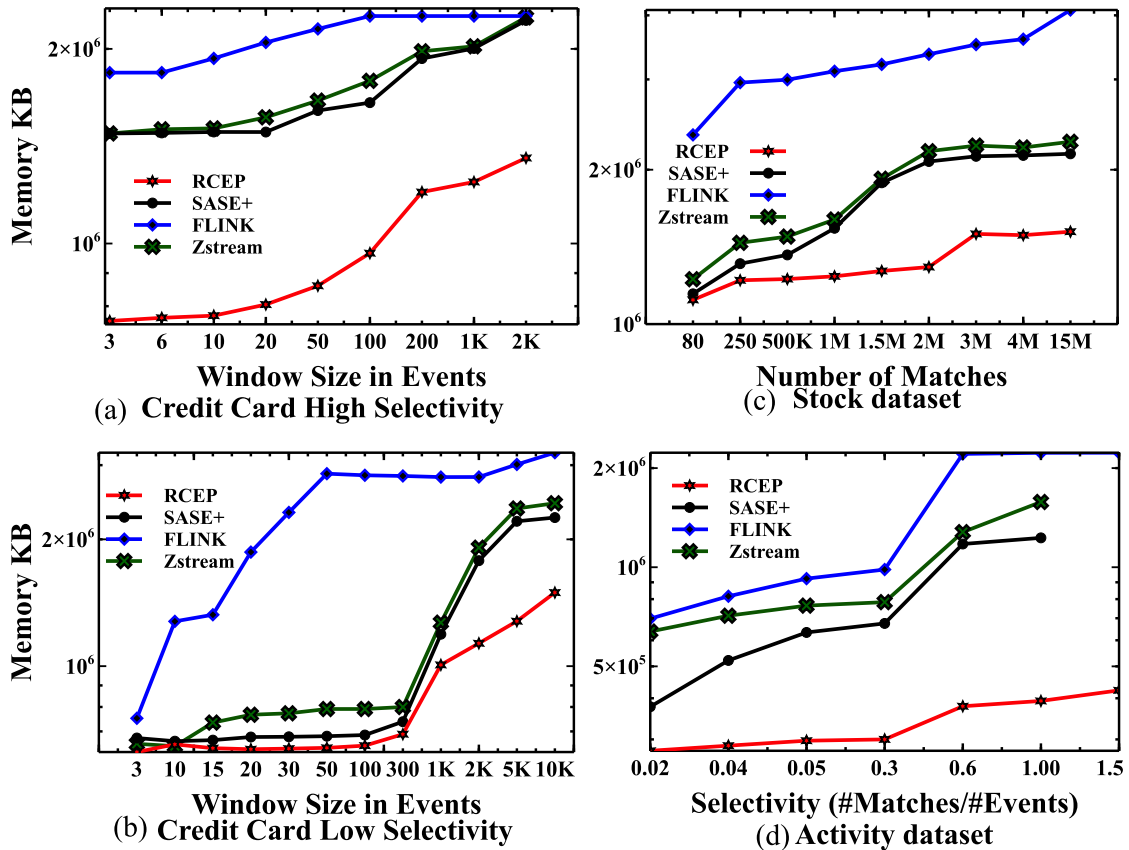 Memory KB
2×10⁶
10⁶
RCEP
SASE+
FLINK
Zstream
3 6 10 20 50 100 200 1K 2K
Window Size in Events
(a) Credit Card High Selectivity
2×10⁶
10⁶
RCEP
SASE+
FLINK
Zstream
80 250 500K 1M 1.5M 2M 3M 4M 15M
Number of Matches
(c) Stock dataset
Memory KB
2×10⁶
10⁶
RCEP
SASE+
FLINK
Zstream
3 10 15 20 30 50 100 300 1K 2K 5K 10K
Window Size in Events
(b) Credit Card Low Selectivity
2×10⁶
10⁶
5×10⁵
RCEP
SASE+
FLINK
Zstream
0.02 0.04 0.05 0.3 0.6 1.00 1.5
Selectivity (#Matches/#Events)
(d) Activity dataset